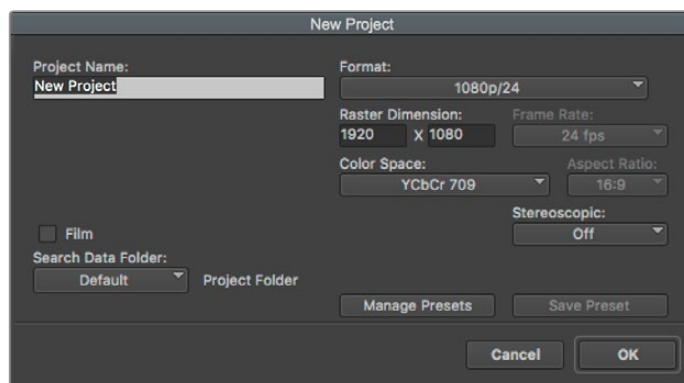 New Project
Project Name:
New Project
Format:
1080p/24
Raster Dimension:
Frame Rate:
1920 X 1080
24 fps
Color Space:
Aspect Ratio:
YCbCr 709
16:9
Stereoscopic:
Off
Film
Search Data Folder:
Default
Project Folder
Manage Presets
Save Preset
Cancel
OK